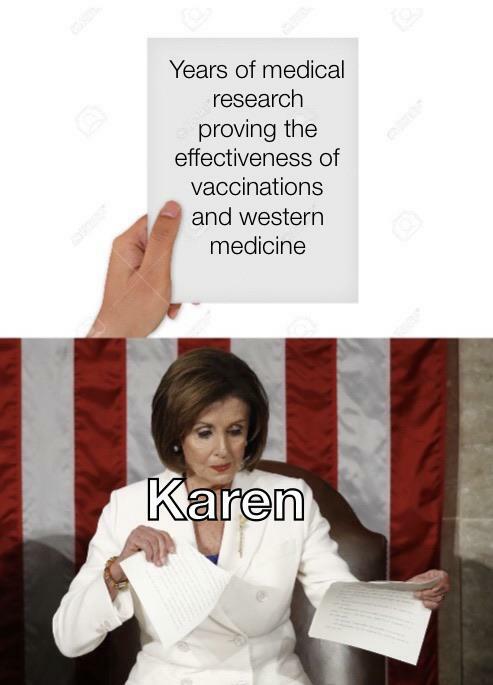 Years of medical
research
proving the
effectiveness of
vaccinations
and western
medicine
Karen